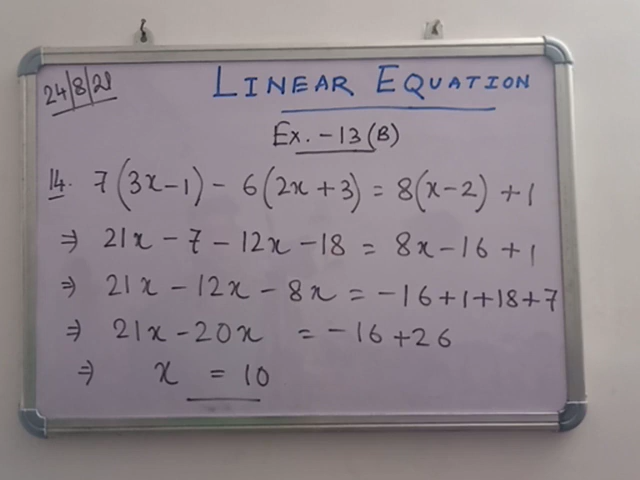 24/8/21
LINEAR EQUATION
Ex. - 13 (B)
14. 7(3x-1) - 6(2x+3) = 8(x-2) + 1
⇒ 21x - 7 - 12x - 18 = 8x - 16 + 1
⇒ 21x - 12x - 8x = -16+1+18+7
⇒ 21x - 20x = -16 + 26
⇒ x = 10